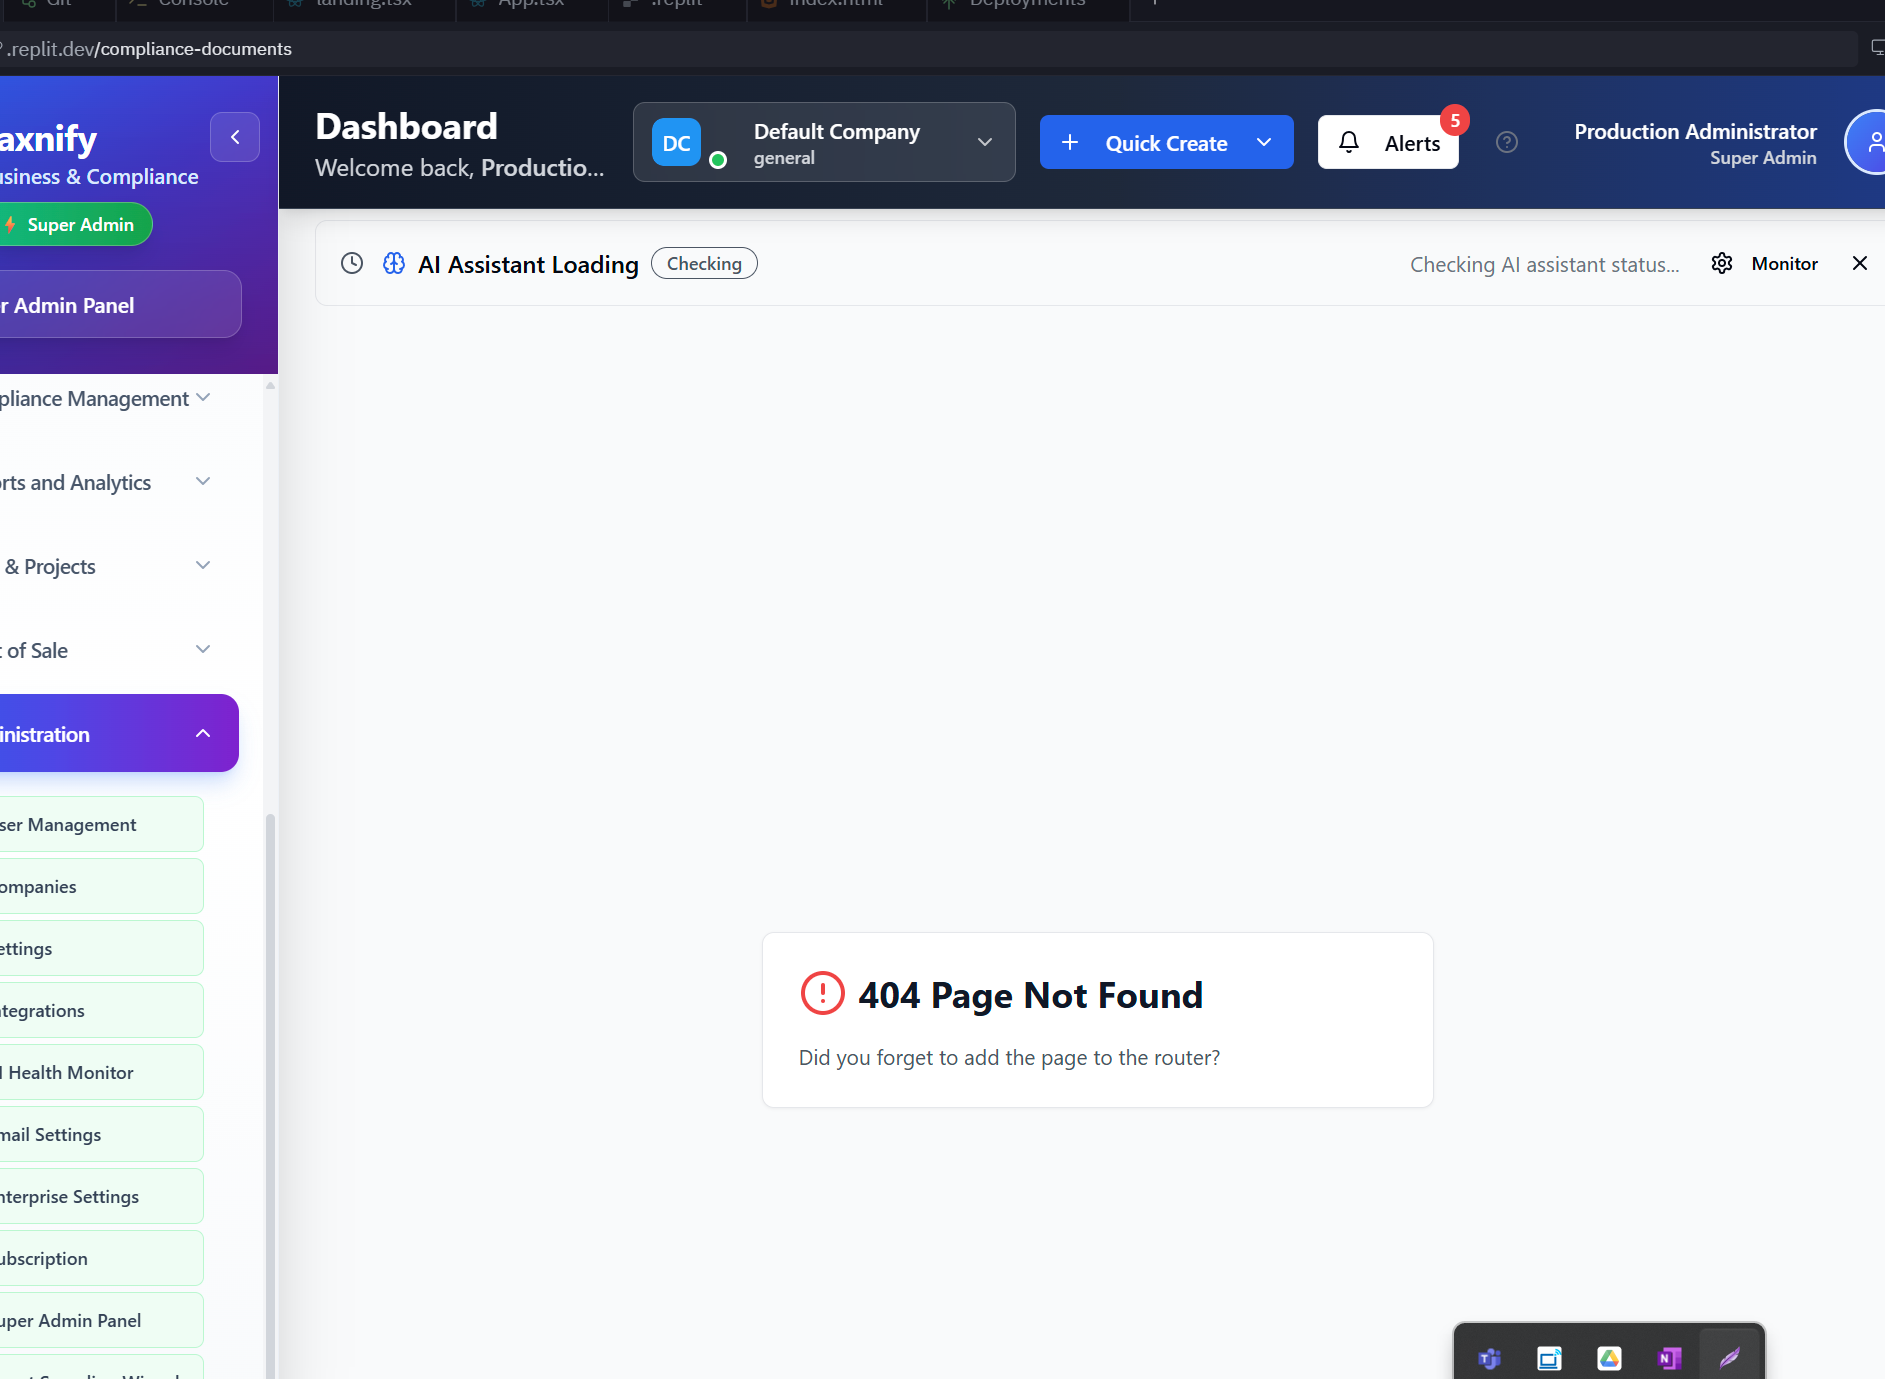 Git
Console
landing.tsx
App.tsx
.replit
index.html
Deployments
.replit.dev/compliance-documents
axnify
usiness & Compliance
Super Admin
r Admin Panel
pliance Management
orts and Analytics
& Projects
t of Sale
inistration
ser Management
ompanies
ettings
ntegrations
I Health Monitor
mail Settings
nterprise Settings
ubscription
uper Admin Panel
Dashboard
Welcome back, Productio...
DC
Default Company
general
+ Quick Create
Alerts
5
?
Production Administrator
Super Admin
AI Assistant Loading
Checking
Checking AI assistant status...
Monitor
404 Page Not Found
Did you forget to add the page to the router?